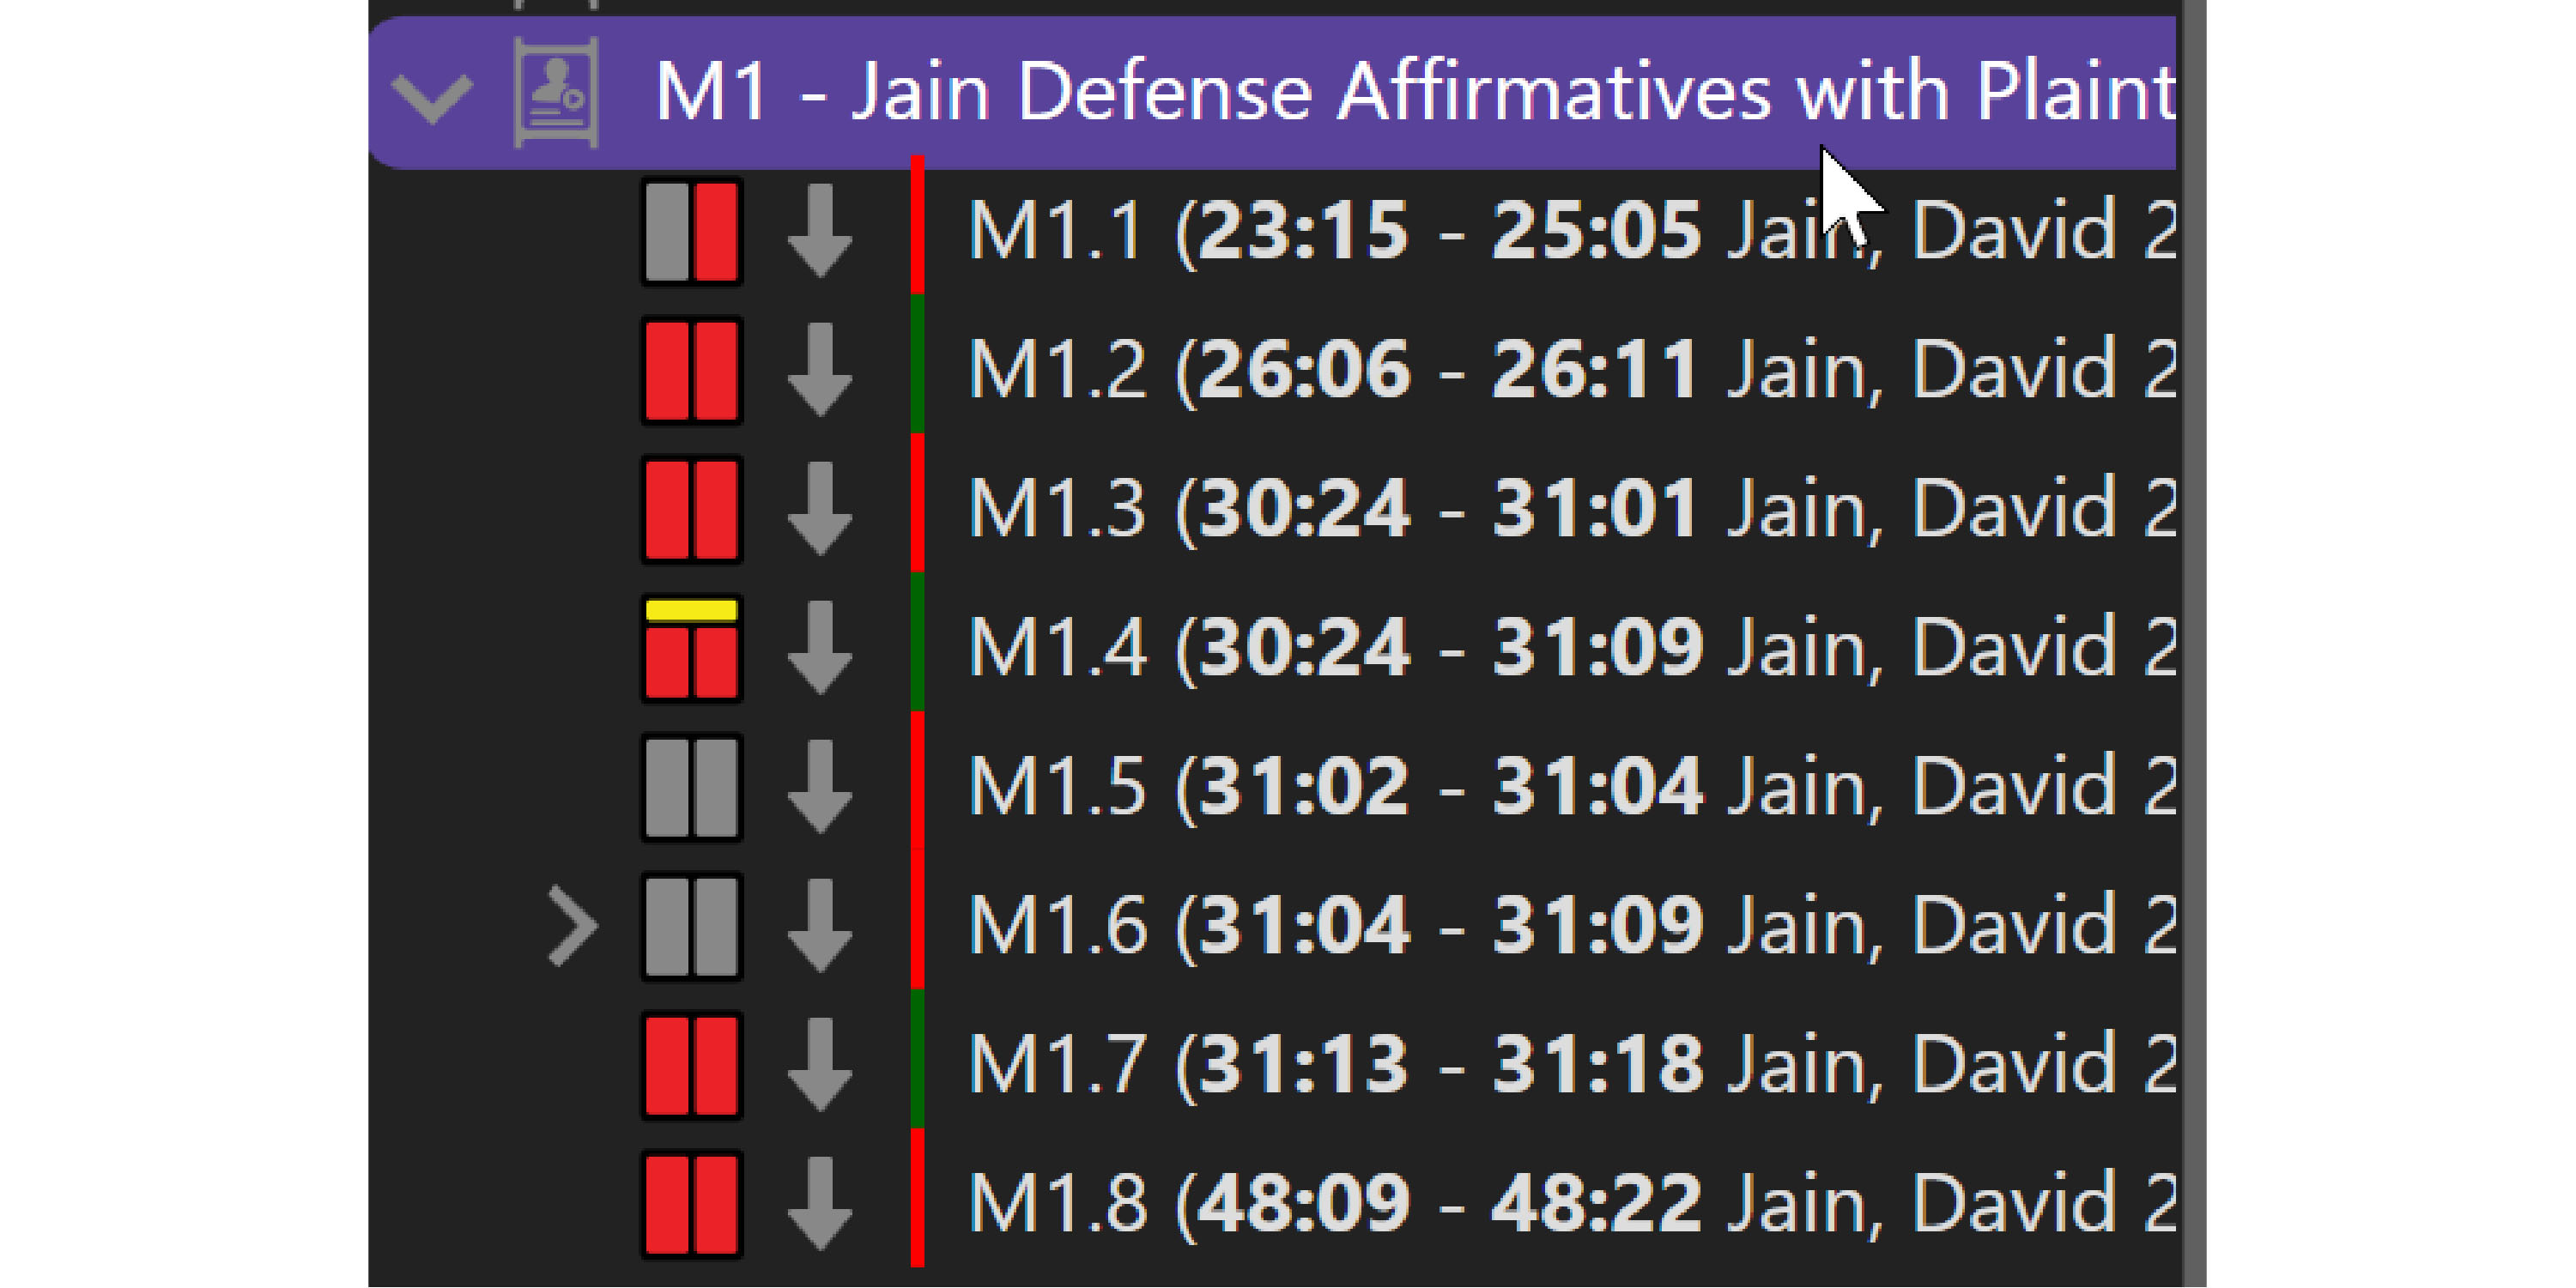 M1 - Jain Defense Affirmatives with Plaint
M1.1 (23:15 - 25:05 Jain, David 2
M1.2 (26:06 - 26:11 Jain, David 2
M1.3 (30:24 - 31:01 Jain, David 2
M1.4 (30:24 - 31:09 Jain, David 2
M1.5 (31:02 - 31:04 Jain, David 2
M1.6 (31:04 - 31:09 Jain, David 2
M1.7 (31:13 - 31:18 Jain, David 2
M1.8 (48:09 - 48:22 Jain, David 2